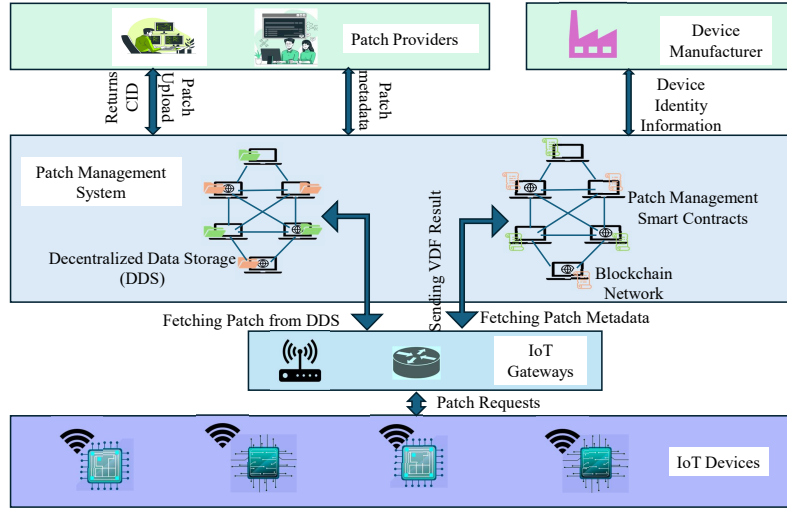 Patch Providers
Device
Manufacturer
Returns
CID
Upload
Patch
Patch
metadata
Device
Identity
Information
Patch Management
System
Decentralized Data Storage
(DDS)
Sending VDF Result
Patch Management
Smart Contracts
Blockchain
Network
Fetching Patch from DDS
Fetching Patch Metadata
IoT
Gateways
Patch Requests
IoT Devices